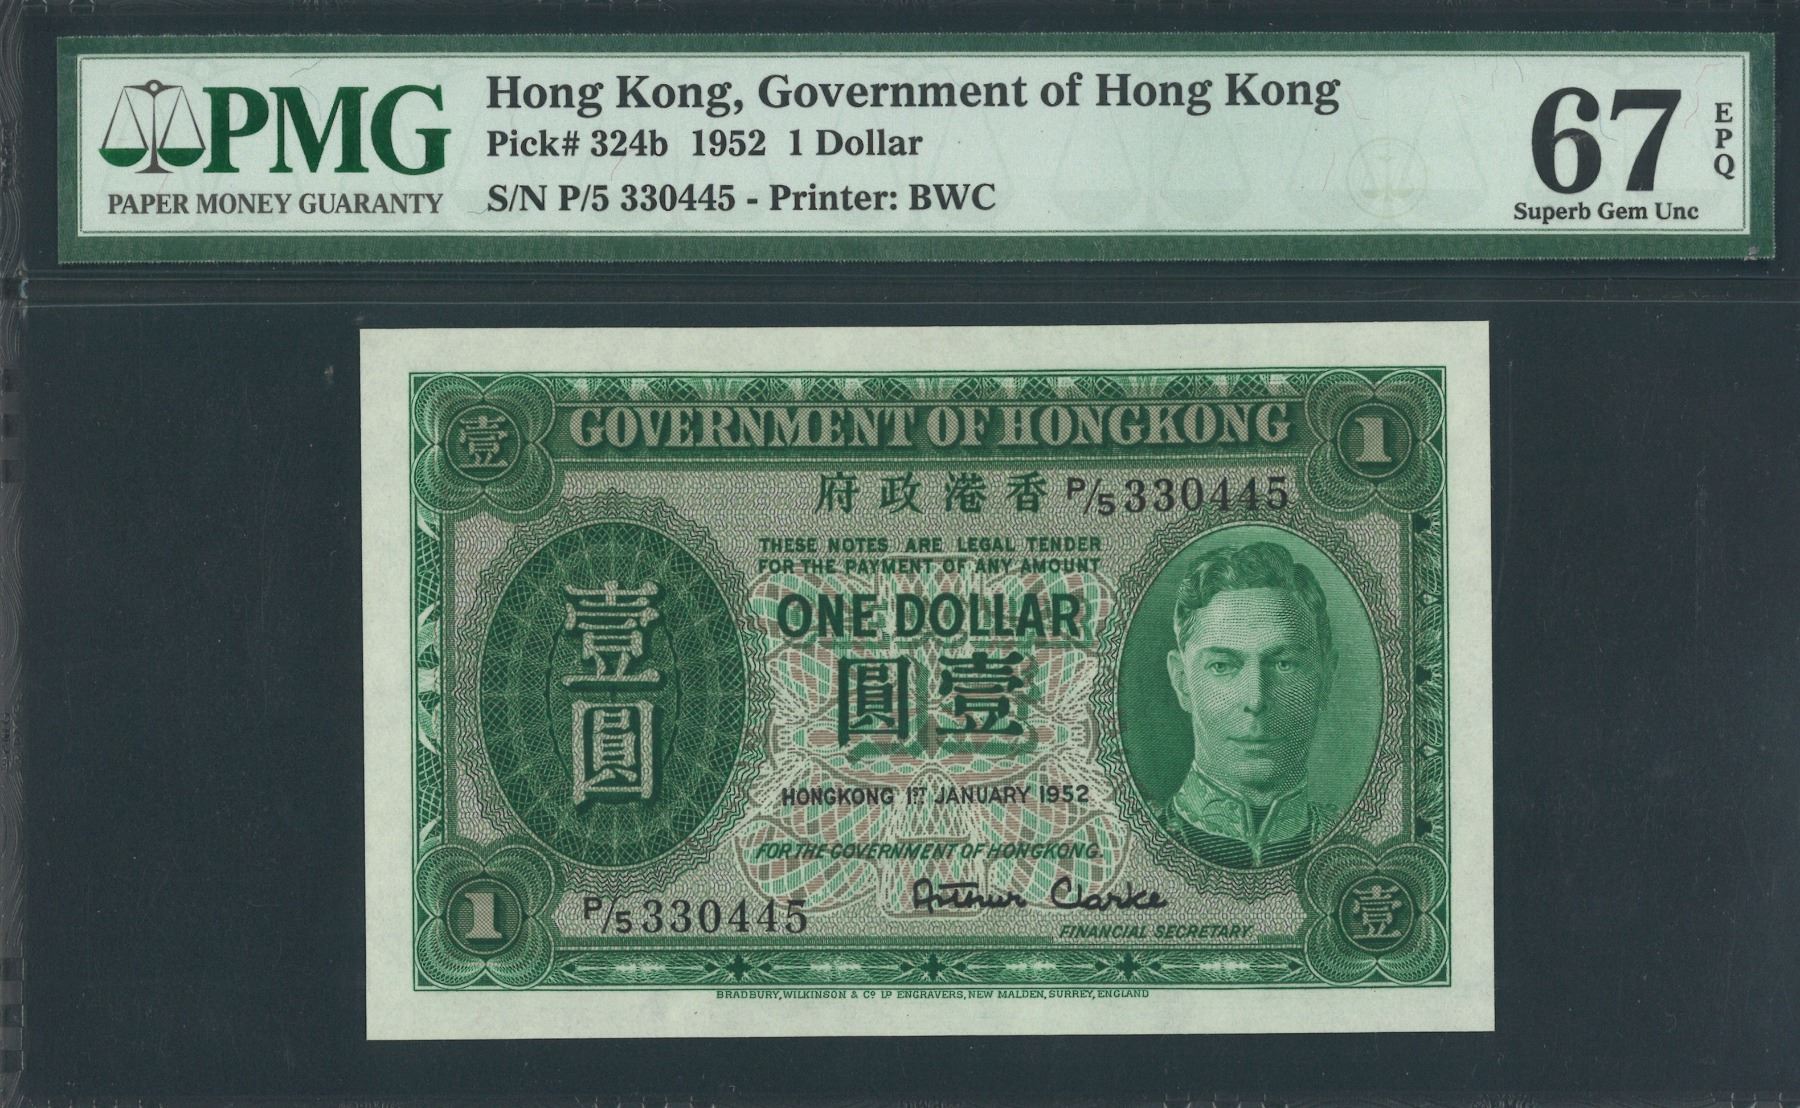 PMG
PAPER MONEY GUARANTY
Hong Kong, Government of Hong Kong
Pick# 324b 1952 1 Dollar
S/N P/5 330445 - Printer: BWC
67
EPQ
Superb Gem Unc
壹
GOVERNMENT OF HONGKONG
1
府政港香
P/5 330445
THESE NOTES ARE LEGAL TENDER
FOR THE PAYMENT OF ANY AMOUNT
ONE DOLLAR
圓壹
壹
圓
HONGKONG 1ST JANUARY 1952
FOR THE GOVERNMENT OF HONGKONG.
1
P/5 330445
Arthur Clarke
FINANCIAL SECRETARY
壹
BRADBURY, WILKINSON & Co LD ENGRAVERS, NEW MALDEN, SURREY, ENGLAND